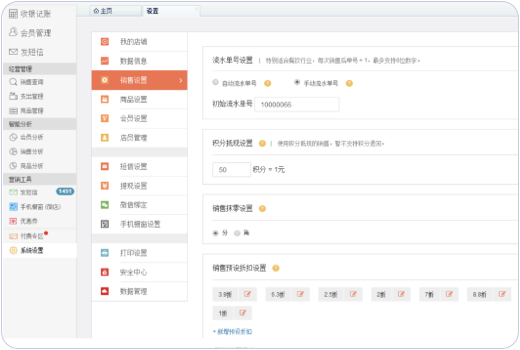 主页
设置
收银记账
会员管理
发短信
经营管理
销售查询
支出管理
商品管理
智能分析
会员分析
销售分析
商品分析
营销工具
发短信 1491
手机橱窗 (微店)
优惠券
付费专区
系统设置
我的店铺
数据信息
销售设置
商品设置
会员设置
店员管理
短信设置
提现设置
微信绑定
手机橱窗设置
打印设置
安全中心
数据管理
流水单号设置 | 特别适合餐饮行业，每次销售后单号+1，最多支持8位数字。
自动流水单号 手动流水单号
初始流水单号 10000066
积分抵现设置 | 使用积分抵现的销售，暂不支持积分退回。
50 积分 = 1元
销售抹零设置
分 角
销售预设折扣设置
3.9折 5.3折 2.5折 2折 7折 8.8折
1折
+ 新增预设折扣